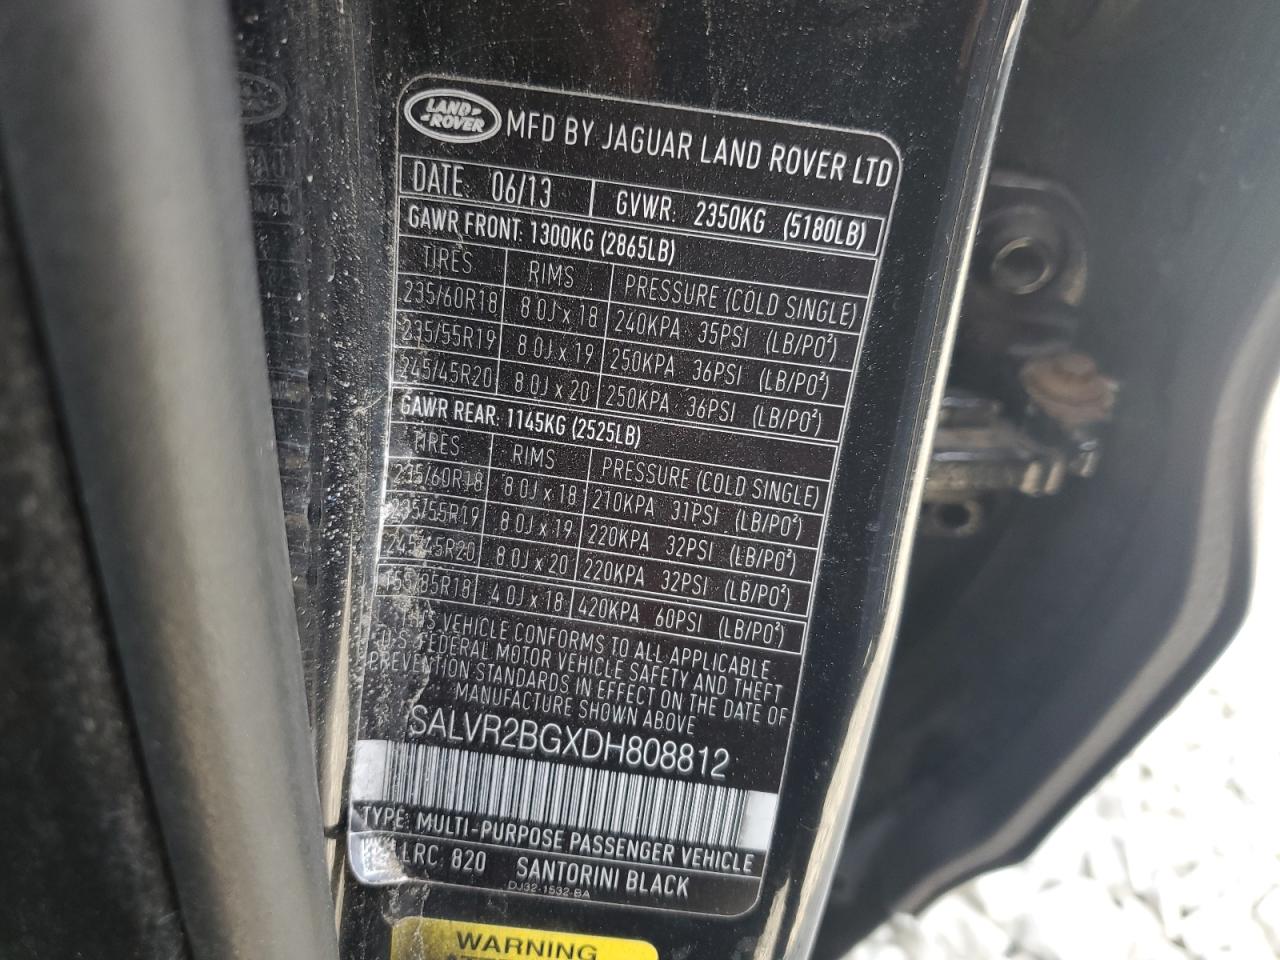 LAND ROVER
MFD BY JAGUAR LAND ROVER LTD
DATE: 06/13 GVWR: 2350KG (5180LB)
GAWR FRONT: 1300KG (2865LB)
TIRES RIMS PRESSURE (COLD SINGLE)
235/60R18 8.0J x 18 240KPA 35PSI (LB/PO²)
235/55R19 8.0J x 19 250KPA 36PSI (LB/PO²)
245/45R20 8.0J x 20 250KPA 36PSI (LB/PO²)
GAWR REAR: 1145KG (2525LB)
TIRES RIMS PRESSURE (COLD SINGLE)
235/60R18 8.0J x 18 210KPA 31PSI (LB/PO²)
235/55R19 8.0J x 19 220KPA 32PSI (LB/PO²)
245/45R20 8.0J x 20 220KPA 32PSI (LB/PO²)
155/85R18 4.0J x 18 420KPA 60PSI (LB/PO²)
THIS VEHICLE CONFORMS TO ALL APPLICABLE
U.S. FEDERAL MOTOR VEHICLE SAFETY AND THEFT
PREVENTION STANDARDS IN EFFECT ON THE DATE OF
MANUFACTURE SHOWN ABOVE
SALVR2BGXDH808812
TYPE: MULTI-PURPOSE PASSENGER VEHICLE
LRC: 820 SANTORINI BLACK
DJ32-1532-BA
WARNING